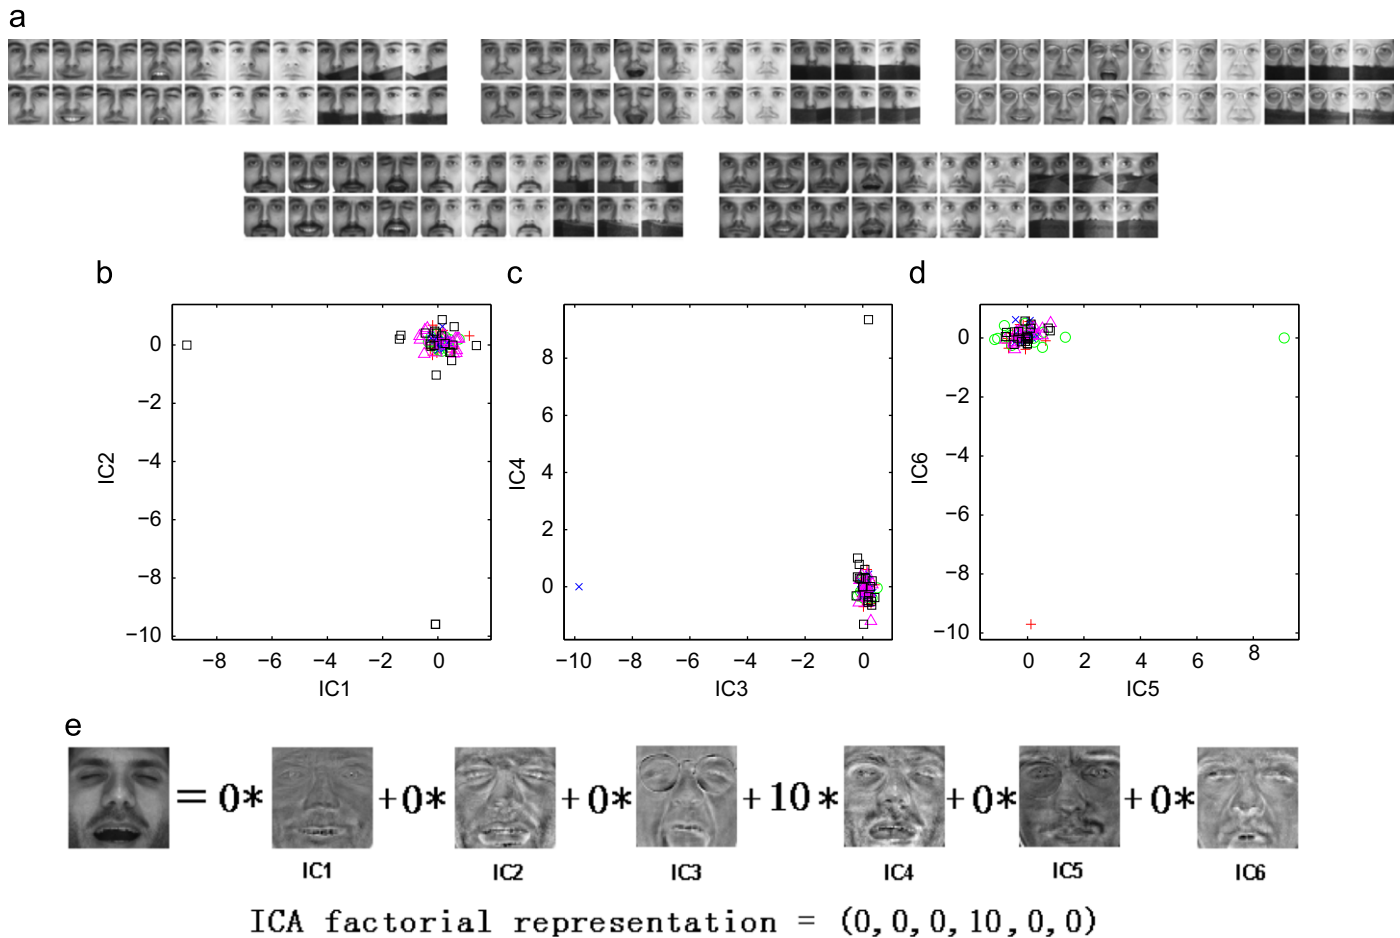 a
b
c
d
0
−2
−4
−6
−8
−10
IC2
−8
−6
−4
−2
0
IC1
8
6
4
2
0
IC4
−10
−8
−6
−4
−2
0
IC3
0
−2
−4
−6
−8
−10
IC6
0
2
4
6
8
IC5
e
= 0* +0* +0* +10* +0* +0*
IC1 IC2 IC3 IC4 IC5 IC6
ICA factorial representation = (0,0,0,10,0,0)